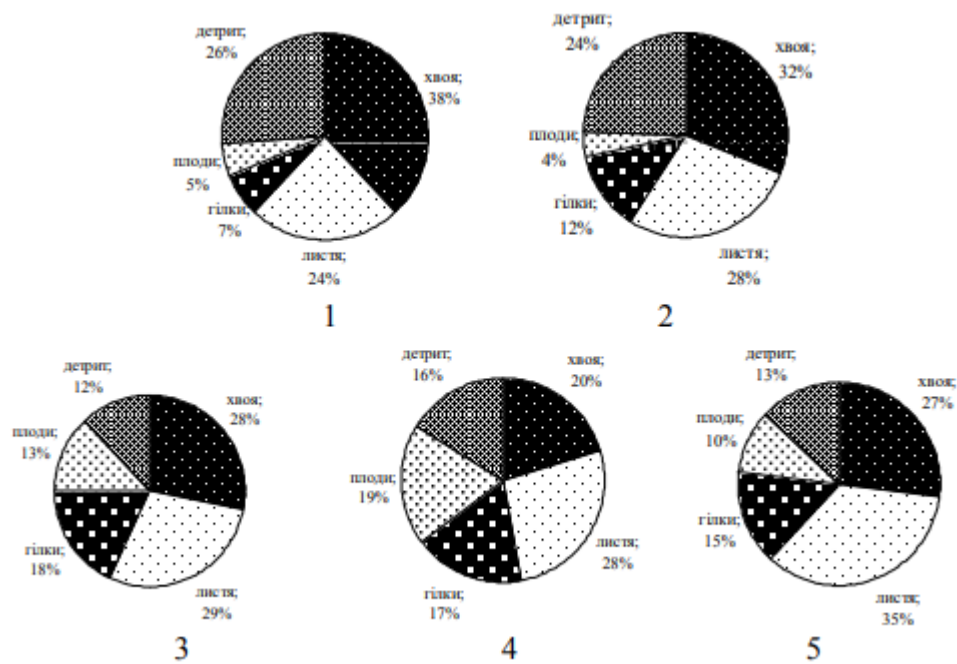 детрит;
26%
хвоя;
38%
плоди;
5%
гілки;
7%
листя;
24%
1
детрит;
24%
хвоя;
32%
плоди;
4%
гілки;
12%
листя;
28%
2
детрит;
12%
хвоя;
28%
плоди;
13%
гілки;
18%
листя;
29%
3
детрит;
16%
хвоя;
20%
плоди;
19%
листя;
28%
гілки;
17%
4
детрит;
13%
хвоя;
27%
плоди;
10%
гілки;
15%
листя;
35%
5